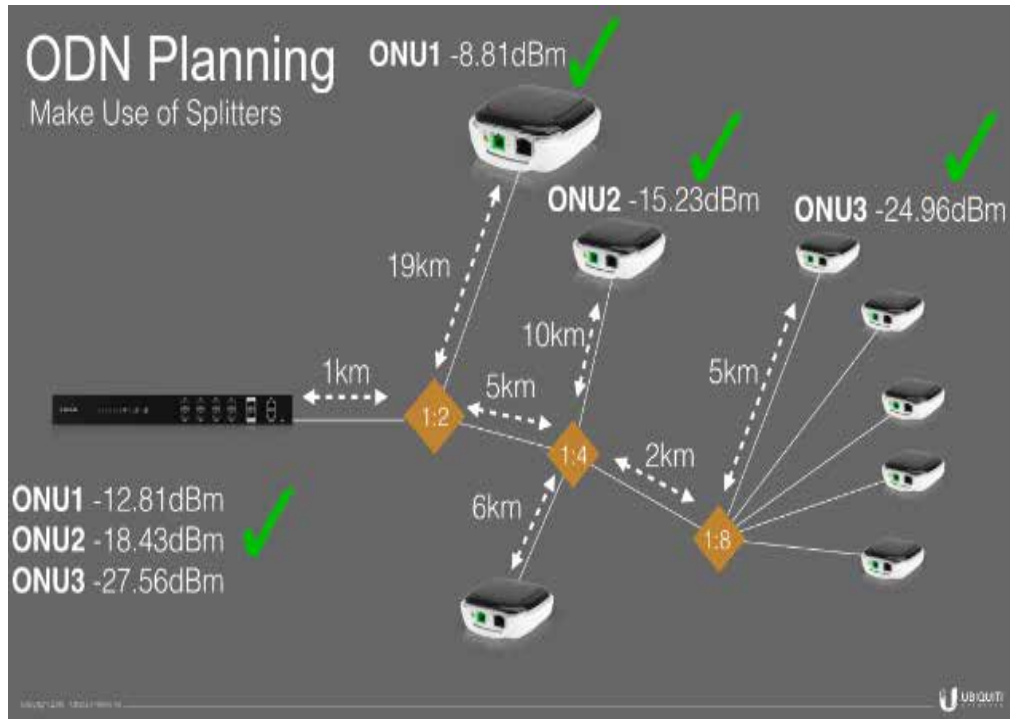 ODN Planning
Make Use of Splitters
ONU1 -8.81dBm
ONU2 -15.23dBm
ONU3 -24.96dBm
19km
10km
1km
5km
5km
1:2
1:4
2km
6km
1:8
ONU1 -12.81dBm
ONU2 -18.43dBm
ONU3 -27.56dBm
UBIQUITI